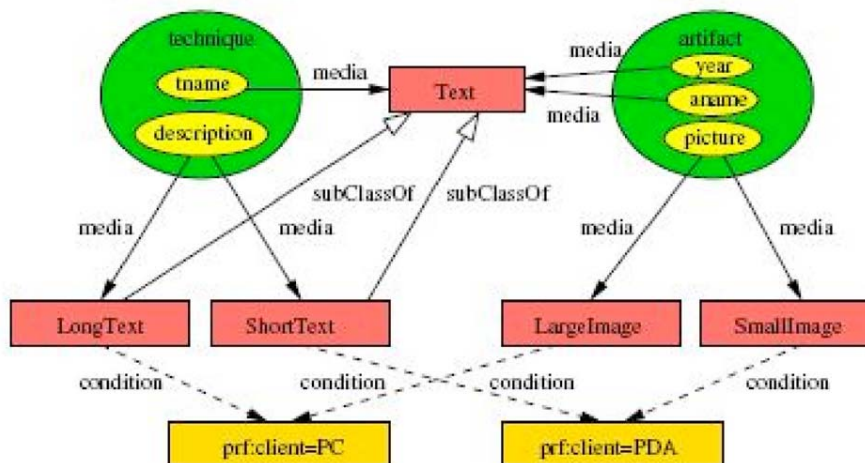 technique
artifact
media
media
year
tname
Text
aname
media
description
picture
subClassOf
subClassOf
media
media
media
media
LongText
ShortText
LargeImage
SmallImage
condition
condition
condition
condition
prf:client=PC
prf:client=PDA